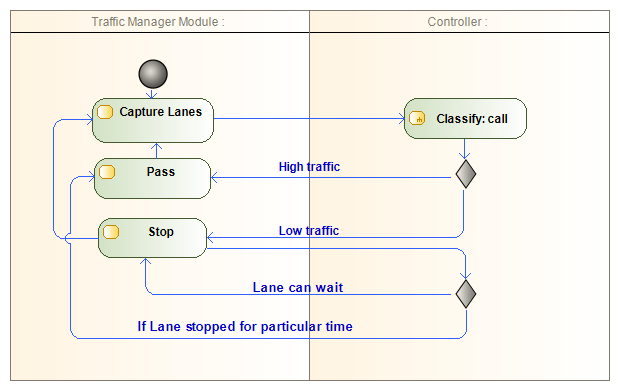 Traffic Manager Module :
Controller :
Capture Lanes
Classify: call
Pass
High traffic
Stop
Low traffic
Lane can wait
If Lane stopped for particular time